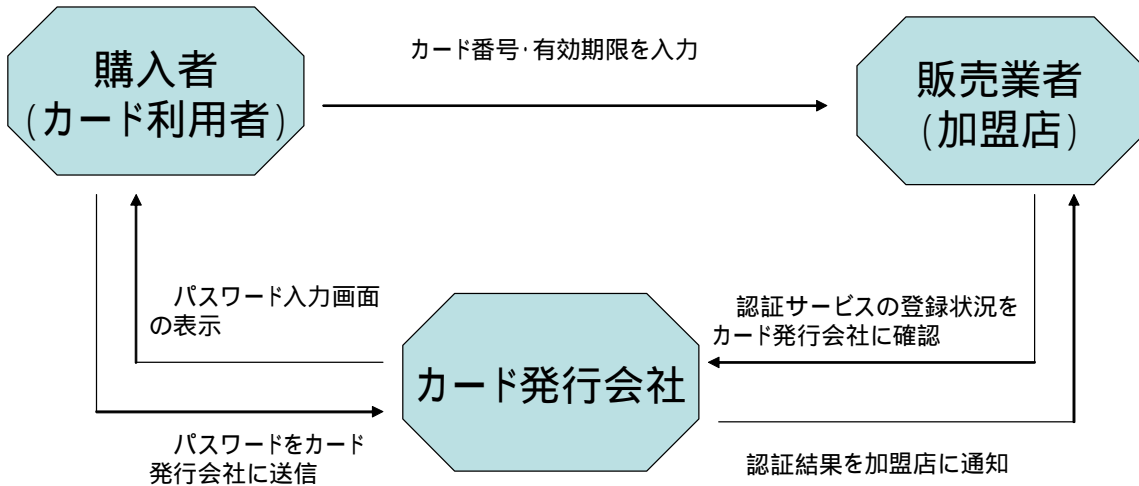 カード番号・有効期限を入力
購入者
(カード利用者)
販売業者
(加盟店)
パスワード入力画面
の表示
認証サービスの登録状況を
カード発行会社に確認
カード発行会社
パスワードをカード
発行会社に送信
認証結果を加盟店に通知